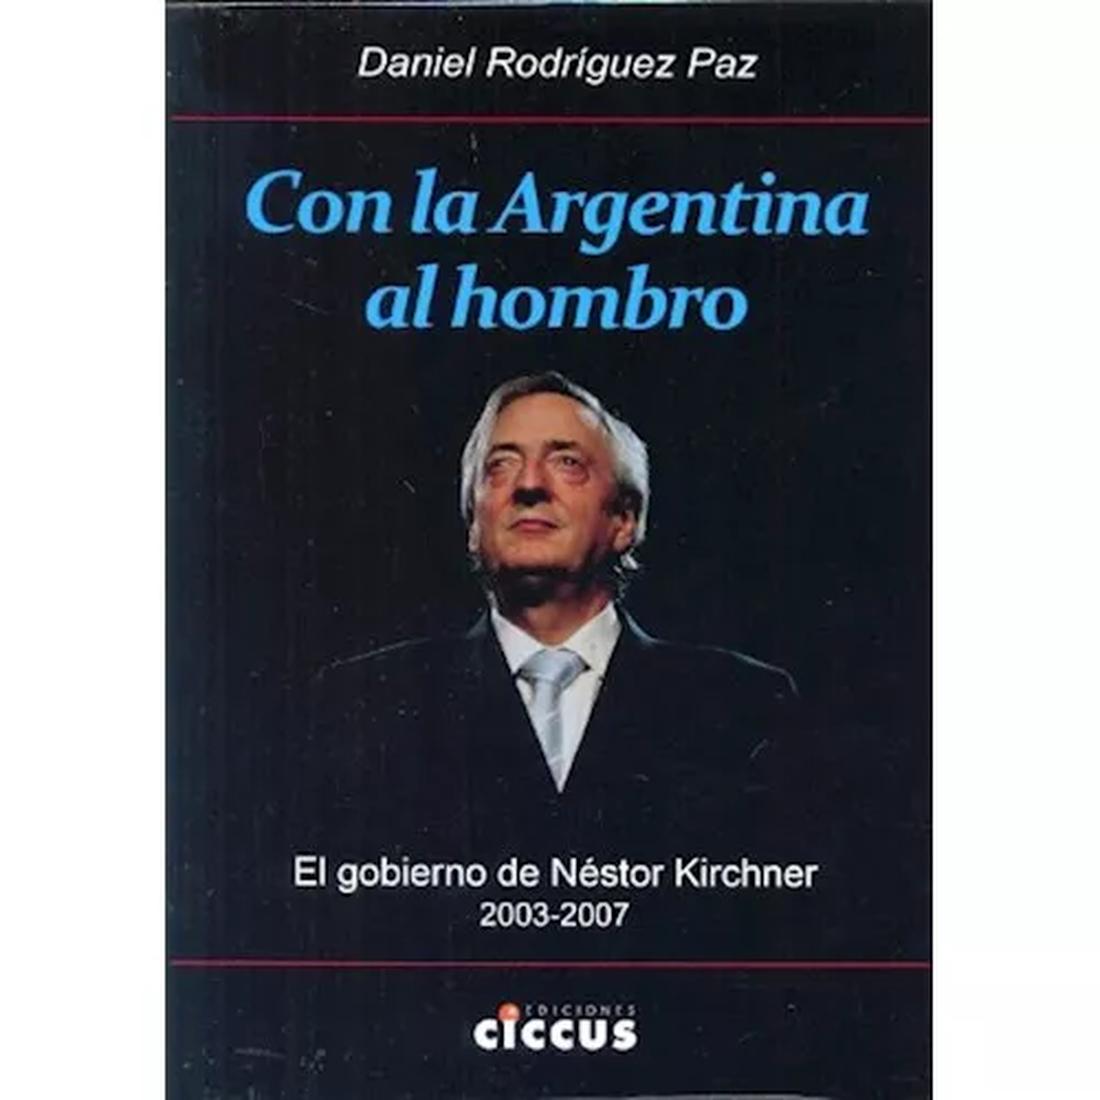 Daniel Rodríguez Paz
Con la Argentina
al hombro
El gobierno de Néstor Kirchner
2003-2007
EDICIONES
CICCUS